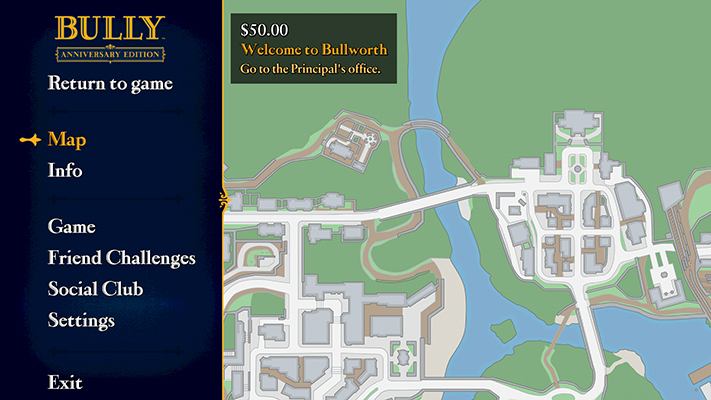 BULLY
ANNIVERSARY EDITION
Return to game
Map
Info
Game
Friend Challenges
Social Club
Settings
Exit
$50.00
Welcome to Bullworth
Go to the Principal's office.